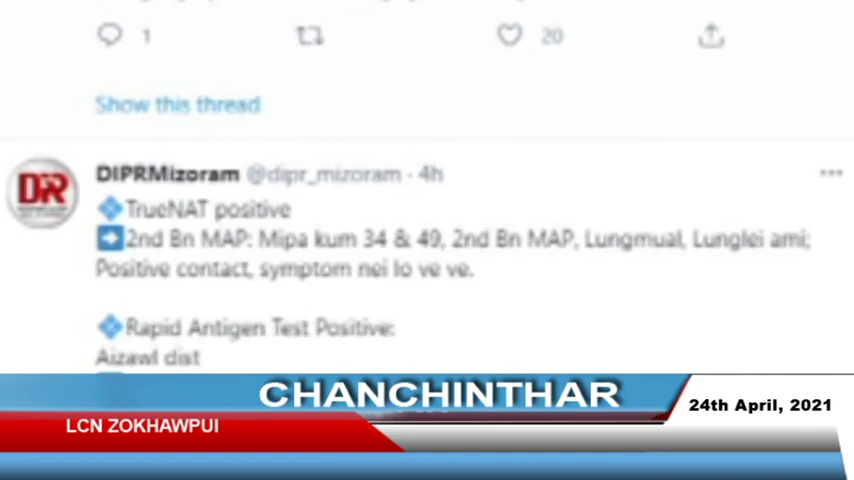 1
20
Show this thread
DIPRMizoram @dipr_mizoram · 4h
DIPR
TrueNAT positive
2nd Bn MAP: Mipa kum 34 & 49, 2nd Bn MAP, Lungmual, Lunglei ami;
Positive contact, symptom nei lo ve ve.
Rapid Antigen Test Positive:
Aizawl dist
CHANCHINTHAR
24th April, 2021
LCN ZOKHAWPUI